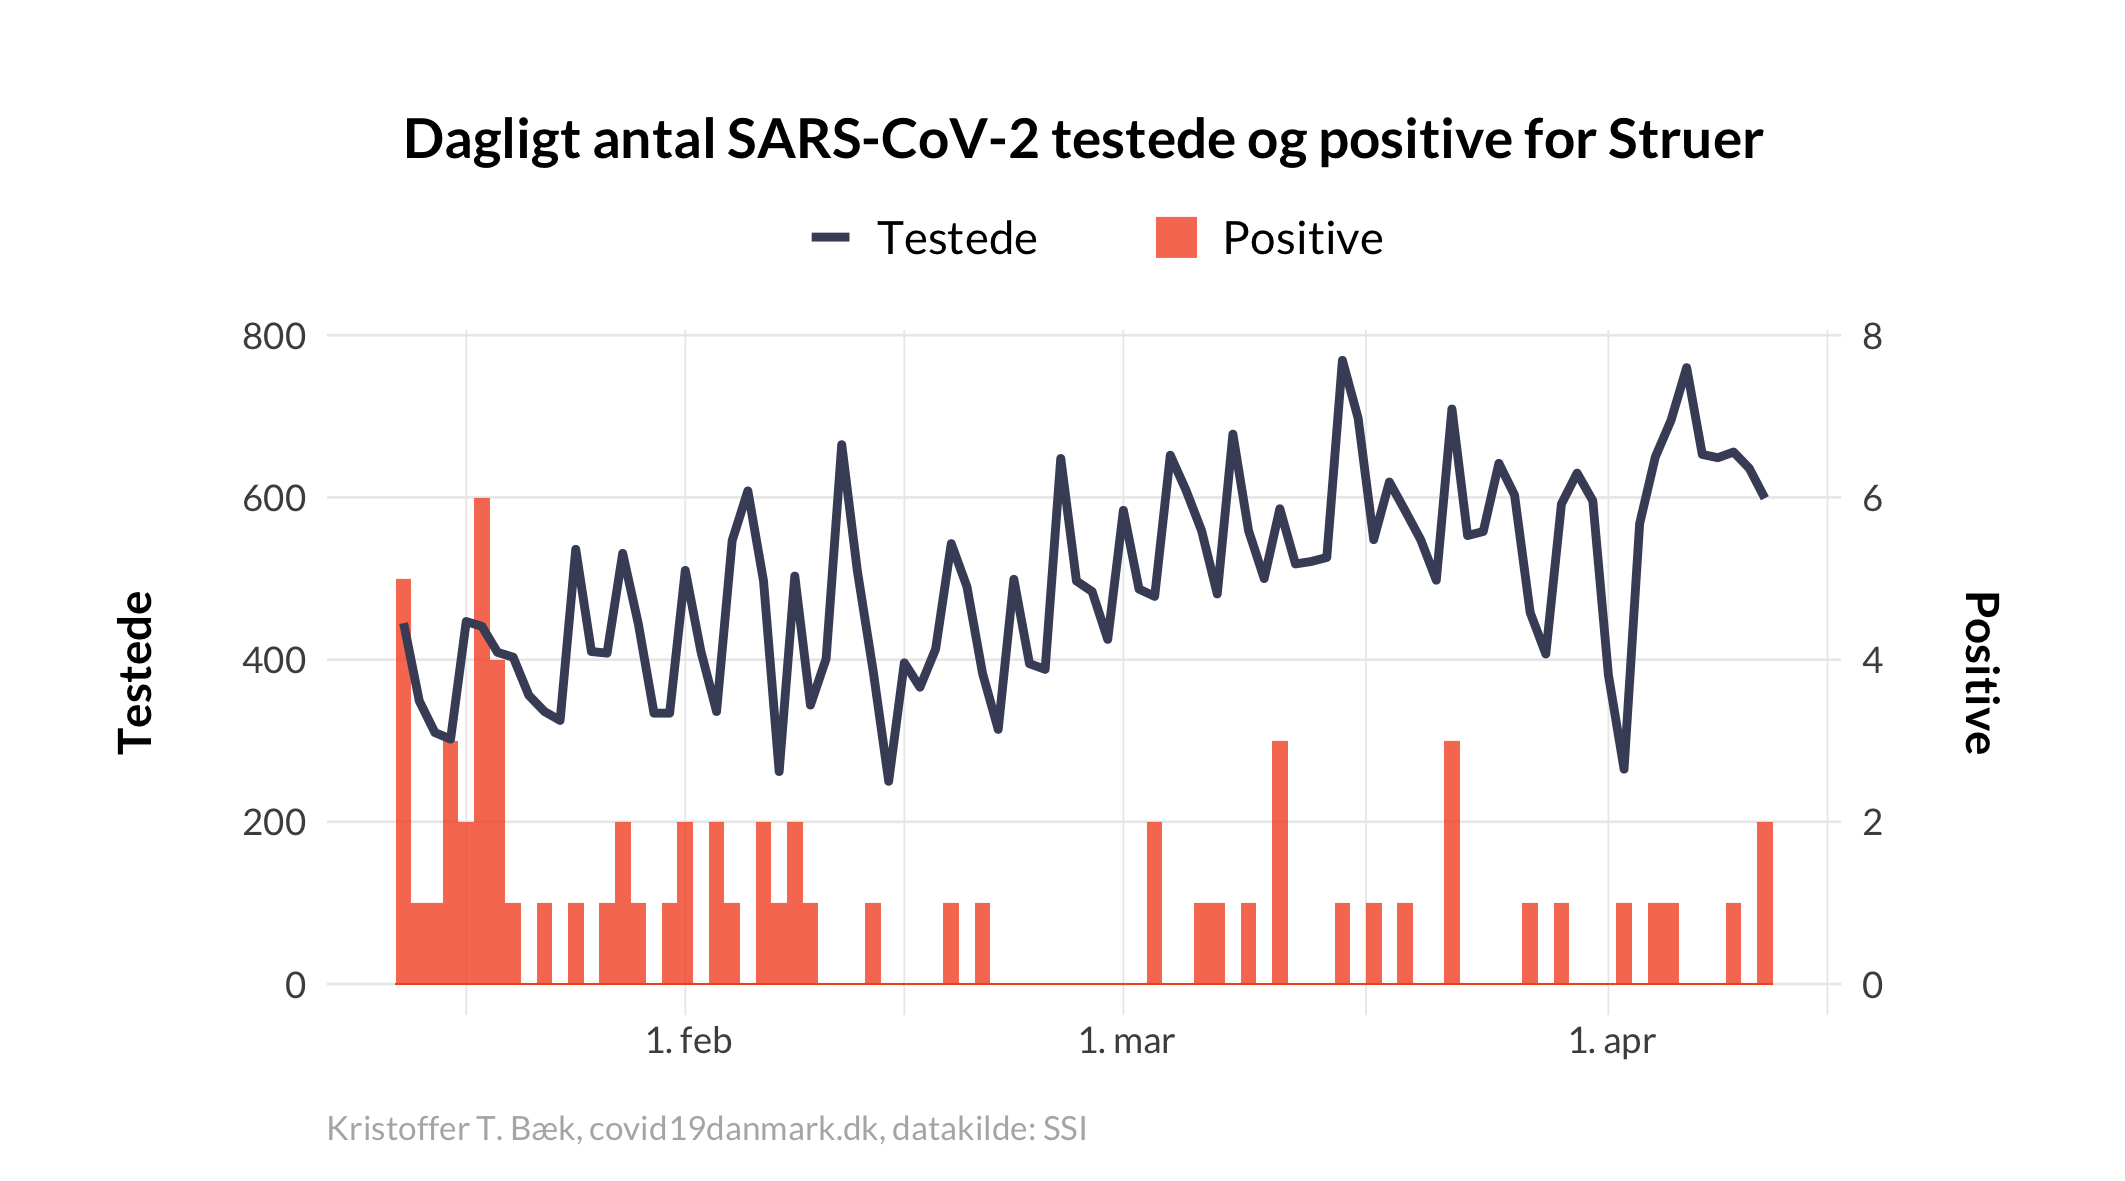 Dagligt antal SARS-CoV-2 testede og positive for Struer
Testede
Positive
800
600
400
200
0
8
6
4
2
0
Testede
Positive
1. feb
1. mar
1. apr
Kristoffer T. Bæk, covid19danmark.dk, datakilde: SSI